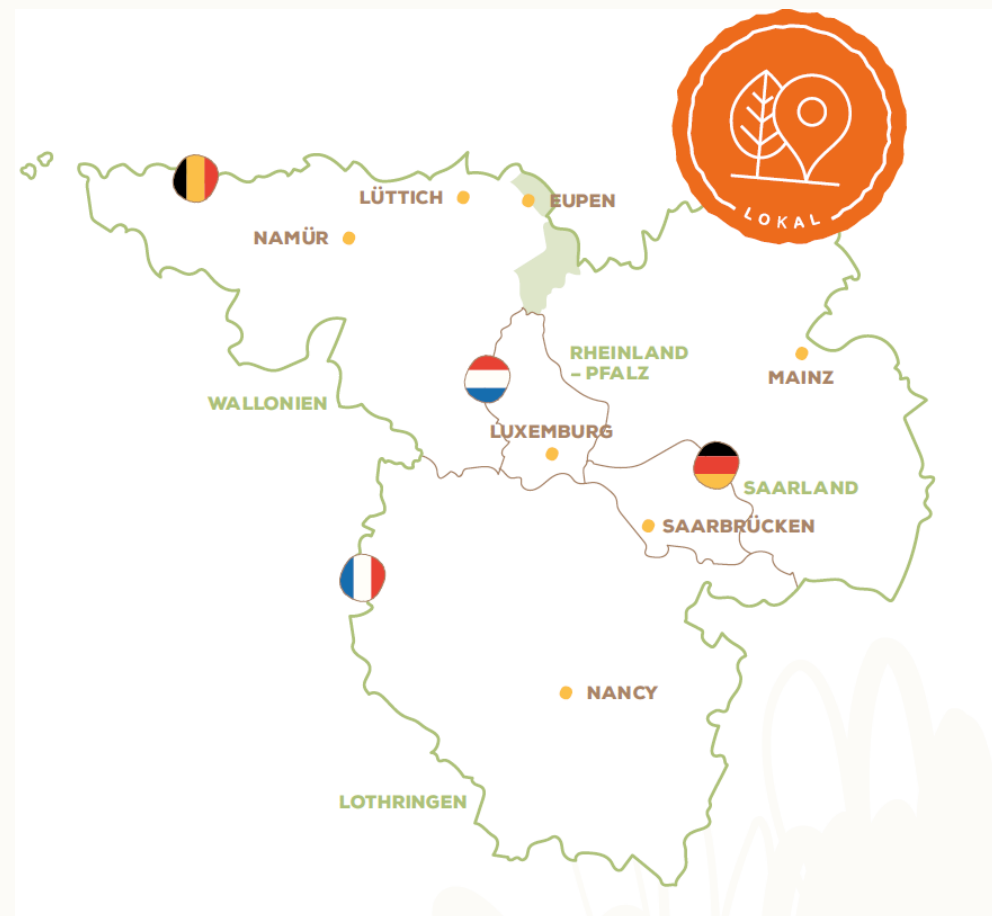 LOKAL
LÜTTICH
EUPEN
NAMÜR
RHEINLAND
– PFALZ
MAINZ
WALLONIEN
LUXEMBURG
SAARLAND
SAARBRÜCKEN
NANCY
LOTHRINGEN